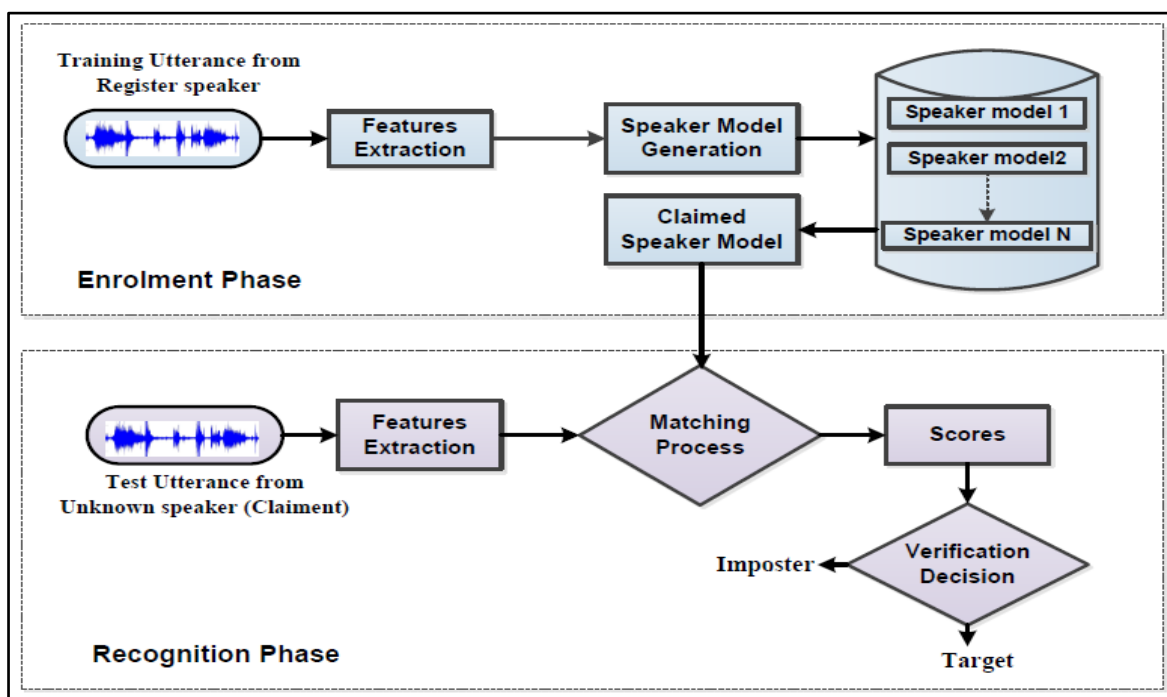 Training Utterance from
Register speaker
Features
Extraction
Speaker Model
Generation
Speaker model 1
Speaker model2
Speaker model N
Claimed
Speaker Model
Enrolment Phase
Test Utterance from
Unknown speaker (Claiment)
Features
Extraction
Matching
Process
Scores
Verification
Decision
Imposter
Target
Recognition Phase